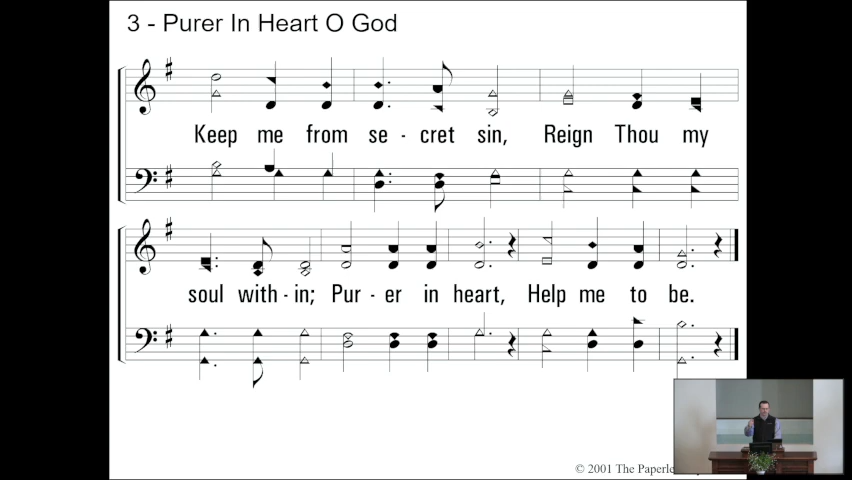 3 - Purer In Heart O God
Keep me from se - cret sin, Reign Thou my
soul with - in; Pur - er in heart, Help me to be.
© 2001 The